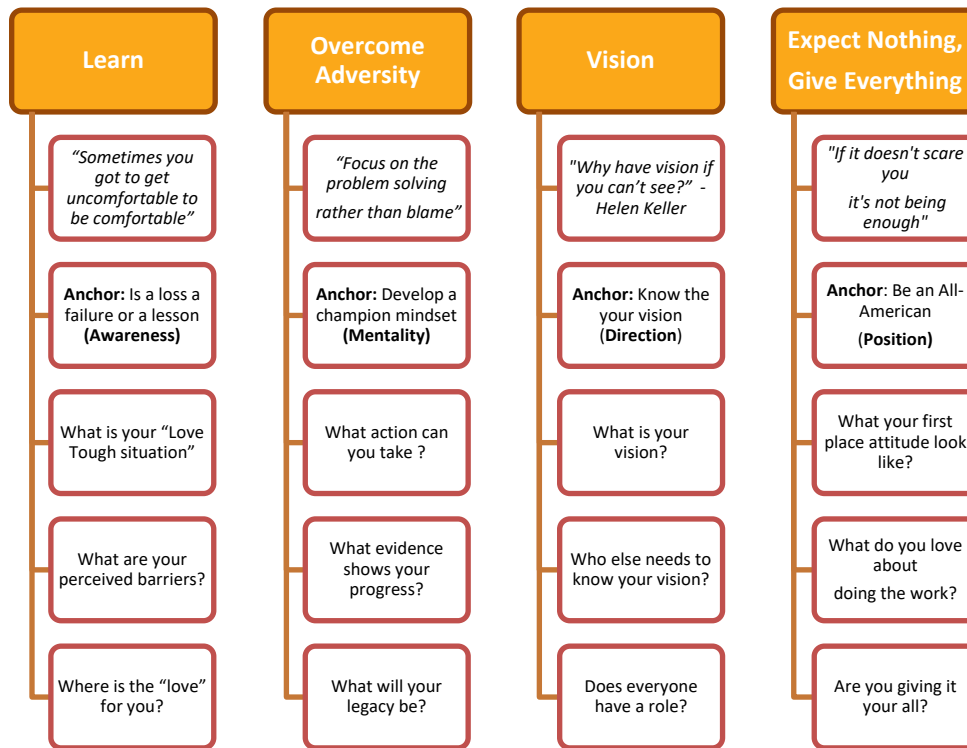 Learn
“Sometimes you
got to get
uncomfortable to
be comfortable”
Anchor: Is a loss a
failure or a lesson
(Awareness)
What is your “Love
Tough situation”
What are your
perceived barriers?
Where is the “love”
for you?
Overcome
Adversity
“Focus on the
problem solving
rather than blame”
Anchor: Develop a
champion mindset
(Mentality)
What action can
you take ?
What evidence
shows your
progress?
What will your
legacy be?
Vision
"Why have vision if
you can’t see?” -
Helen Keller
Anchor: Know the
your vision
(Direction)
What is your
vision?
Who else needs to
know your vision?
Does everyone
have a role?
Expect Nothing,
Give Everything
"If it doesn't scare
you
it's not being
enough"
Anchor: Be an All-
American
(Position)
What your first
place attitude look
like?
What do you love
about
doing the work?
Are you giving it
your all?